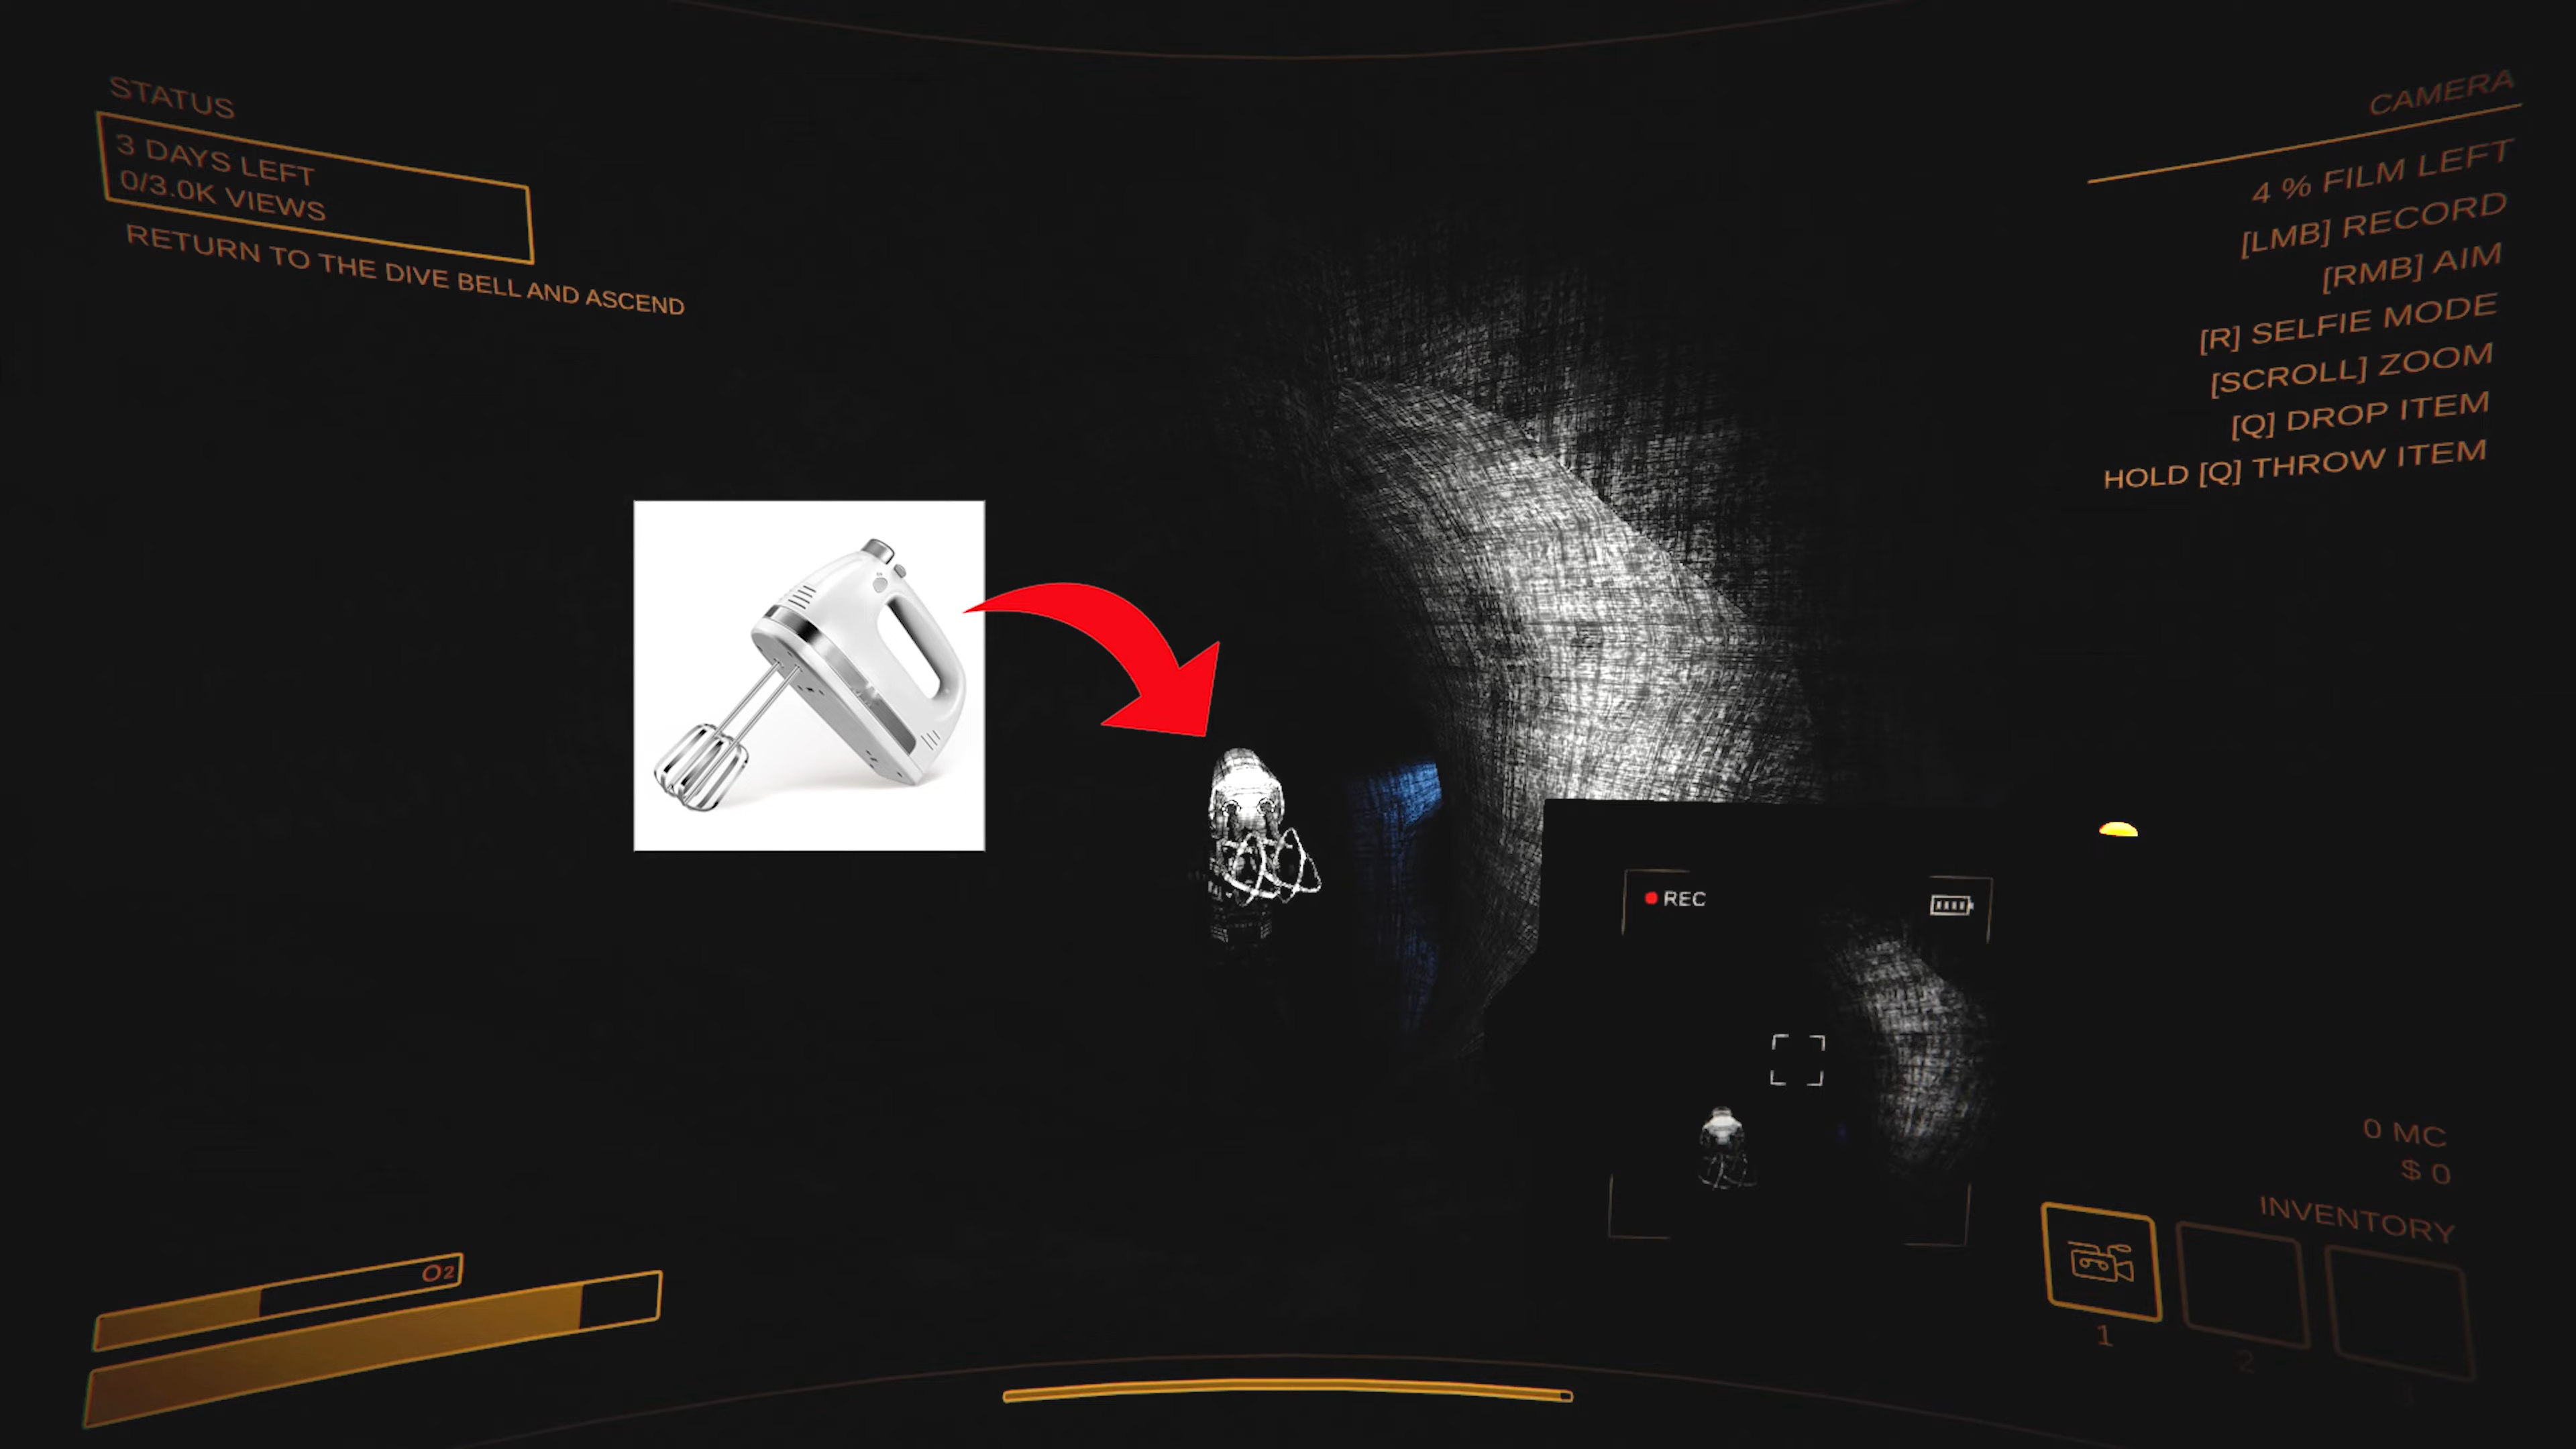 STATUS
3 DAYS LEFT
0/3.0K VIEWS
RETURN TO THE DIVE BELL AND ASCEND
CAMERA
4 % FILM LEFT
[LMB] RECORD
[RMB] AIM
[R] SELFIE MODE
[SCROLL] ZOOM
[Q] DROP ITEM
HOLD [Q] THROW ITEM
REC
0 MC
$ 0
INVENTORY
1
2
O2